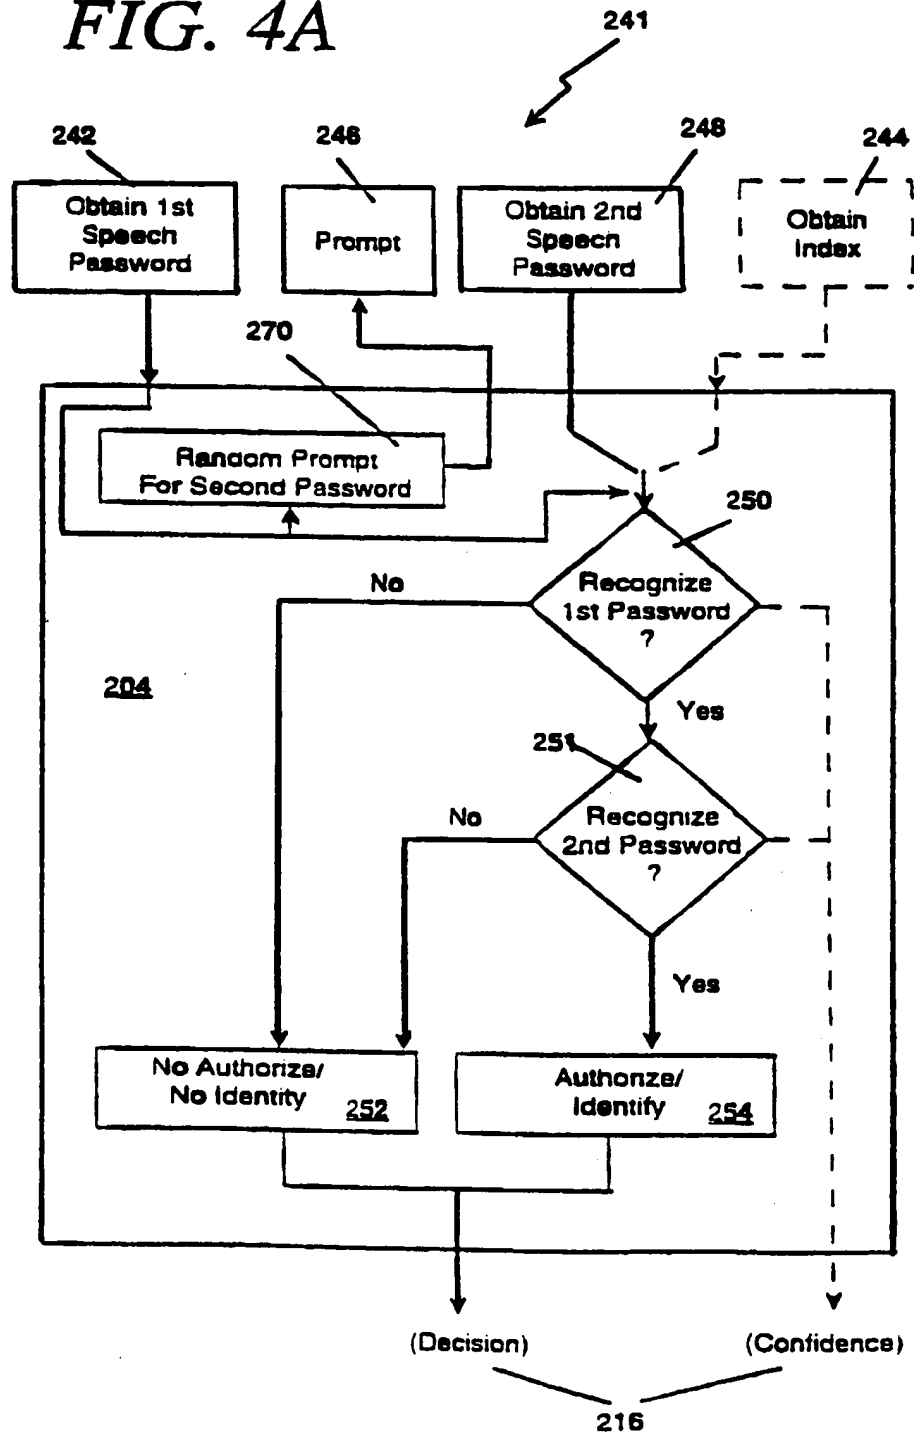 FIG. 4A
241
242
246
248
244
Obtain 1st
Speech
Password
Prompt
Obtain 2nd
Speech
Password
Obtain
Index
270
Random Prompt
For Second Password
250
No
Recognize
1st Password
?
204
Yes
251
No
Recognize
2nd Password
?
Yes
No Authorize/
No Identity
252
Authorize/
Identify
254
(Decision)
(Confidence)
216